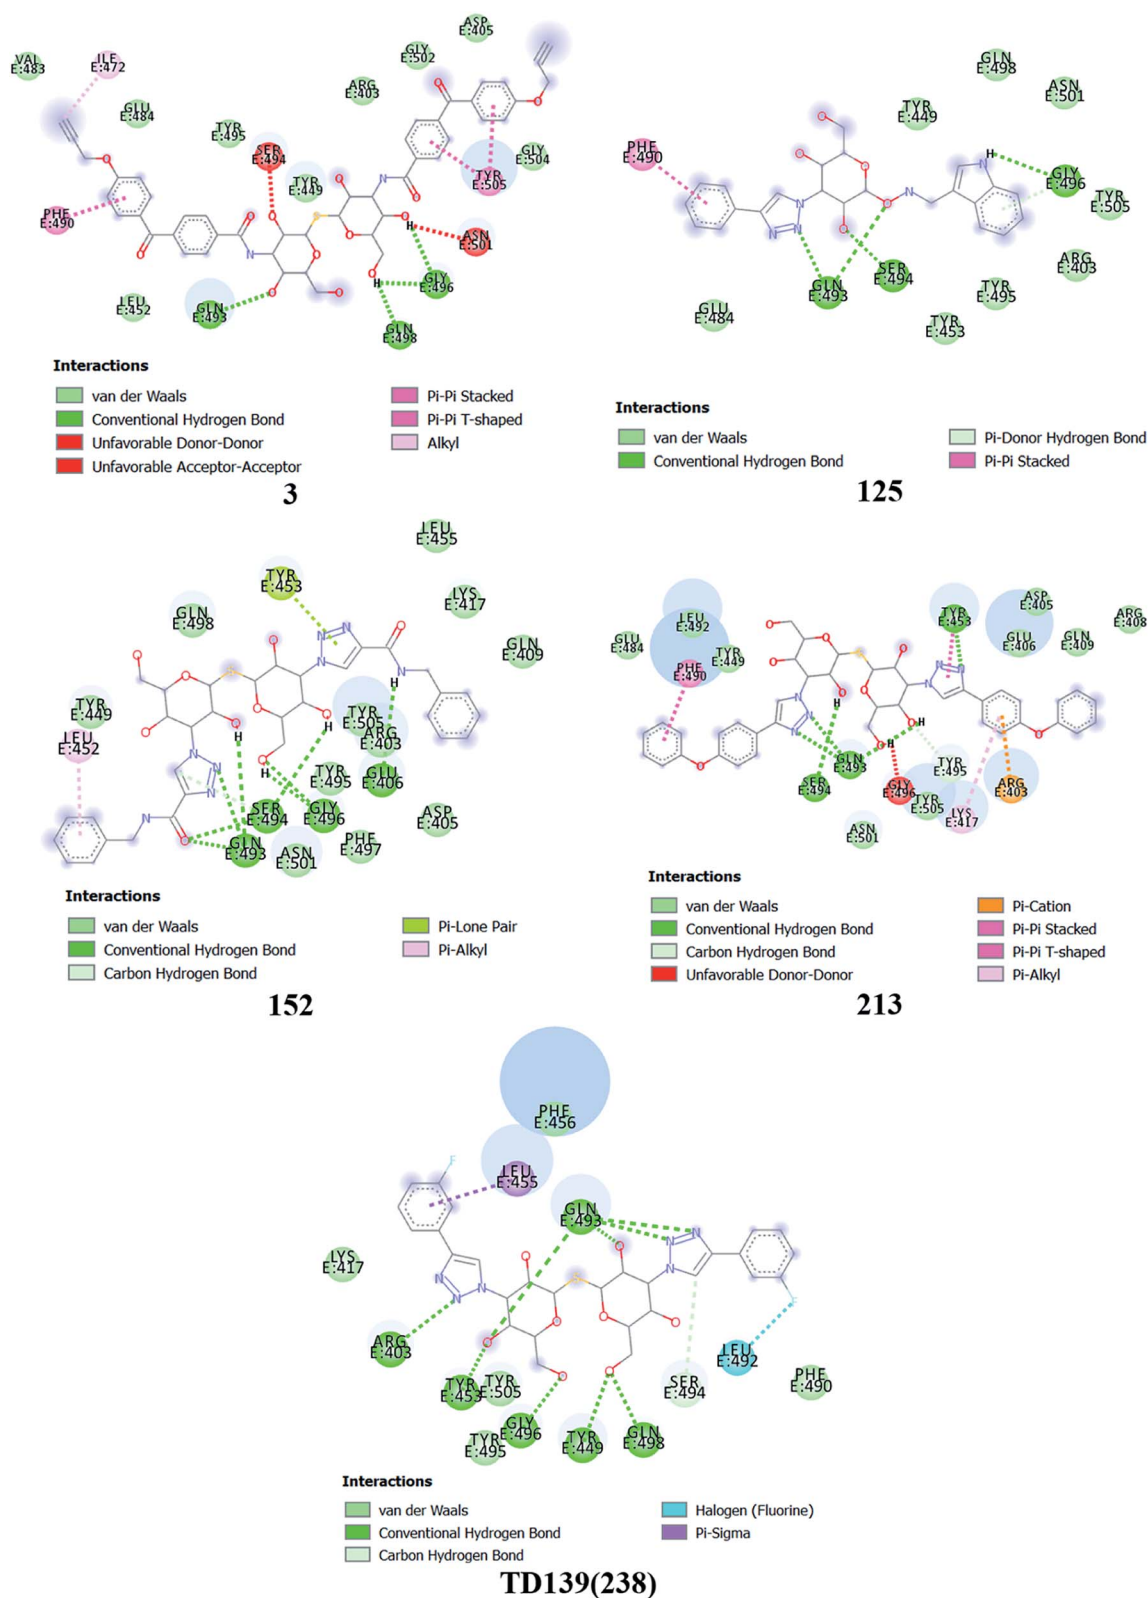 VAL
E:483
ILE
E:472
GLU
E:484
TYR
E:495
SER
E:494
TYR
E:449
ARG
E:403
GLY
E:502
ASP
E:405
GLY
E:504
TYR
E:505
PHE
E:490
LEU
E:452
GLN
E:493
ASN
E:501
GLY
E:496
GLN
E:498
Interactions
van der Waals
Conventional Hydrogen Bond
Unfavorable Donor-Donor
Unfavorable Acceptor-Acceptor
Pi-Pi Stacked
Pi-Pi T-shaped
Alkyl
3
GLN
E:498
ASN
E:501
TYR
E:449
PHE
E:490
GLY
E:496
TYR
E:505
ARG
E:403
SER
E:494
GLN
E:493
TYR
E:495
GLU
E:484
TYR
E:453
Interactions
van der Waals
Conventional Hydrogen Bond
Pi-Donor Hydrogen Bond
Pi-Pi Stacked
125
LEU
E:455
TYR
E:453
LYS
E:417
GLN
E:498
GLN
E:409
TYR
E:449
LEU
E:452
TYR
E:505
ARG
E:403
TYR
E:495
GLU
E:406
SER
E:494
GLY
E:496
ASP
E:405
GLN
E:493
ASN
E:501
PHE
E:497
Interactions
van der Waals
Conventional Hydrogen Bond
Carbon Hydrogen Bond
Pi-Lone Pair
Pi-Alkyl
152
LEU
E:492
GLU
E:484
TYR
E:449
PHE
E:490
TYR
E:453
ASP
E:405
ARG
E:408
GLU
E:406
GLN
E:409
GLN
E:493
SER
E:494
TYR
E:495
GLY
E:496
TYR
E:505
LYS
E:417
ARG
E:403
ASN
E:501
Interactions
van der Waals
Conventional Hydrogen Bond
Carbon Hydrogen Bond
Unfavorable Donor-Donor
Pi-Cation
Pi-Pi Stacked
Pi-Pi T-shaped
Pi-Alkyl
213
PHE
E:456
LEU
E:455
GLN
E:493
LYS
E:417
ARG
E:403
TYR
E:453
TYR
E:505
GLY
E:496
TYR
E:495
TYR
E:449
GLN
E:498
SER
E:494
LEU
E:492
PHE
E:490
Interactions
van der Waals
Conventional Hydrogen Bond
Carbon Hydrogen Bond
Halogen (Fluorine)
Pi-Sigma
TD139(238)